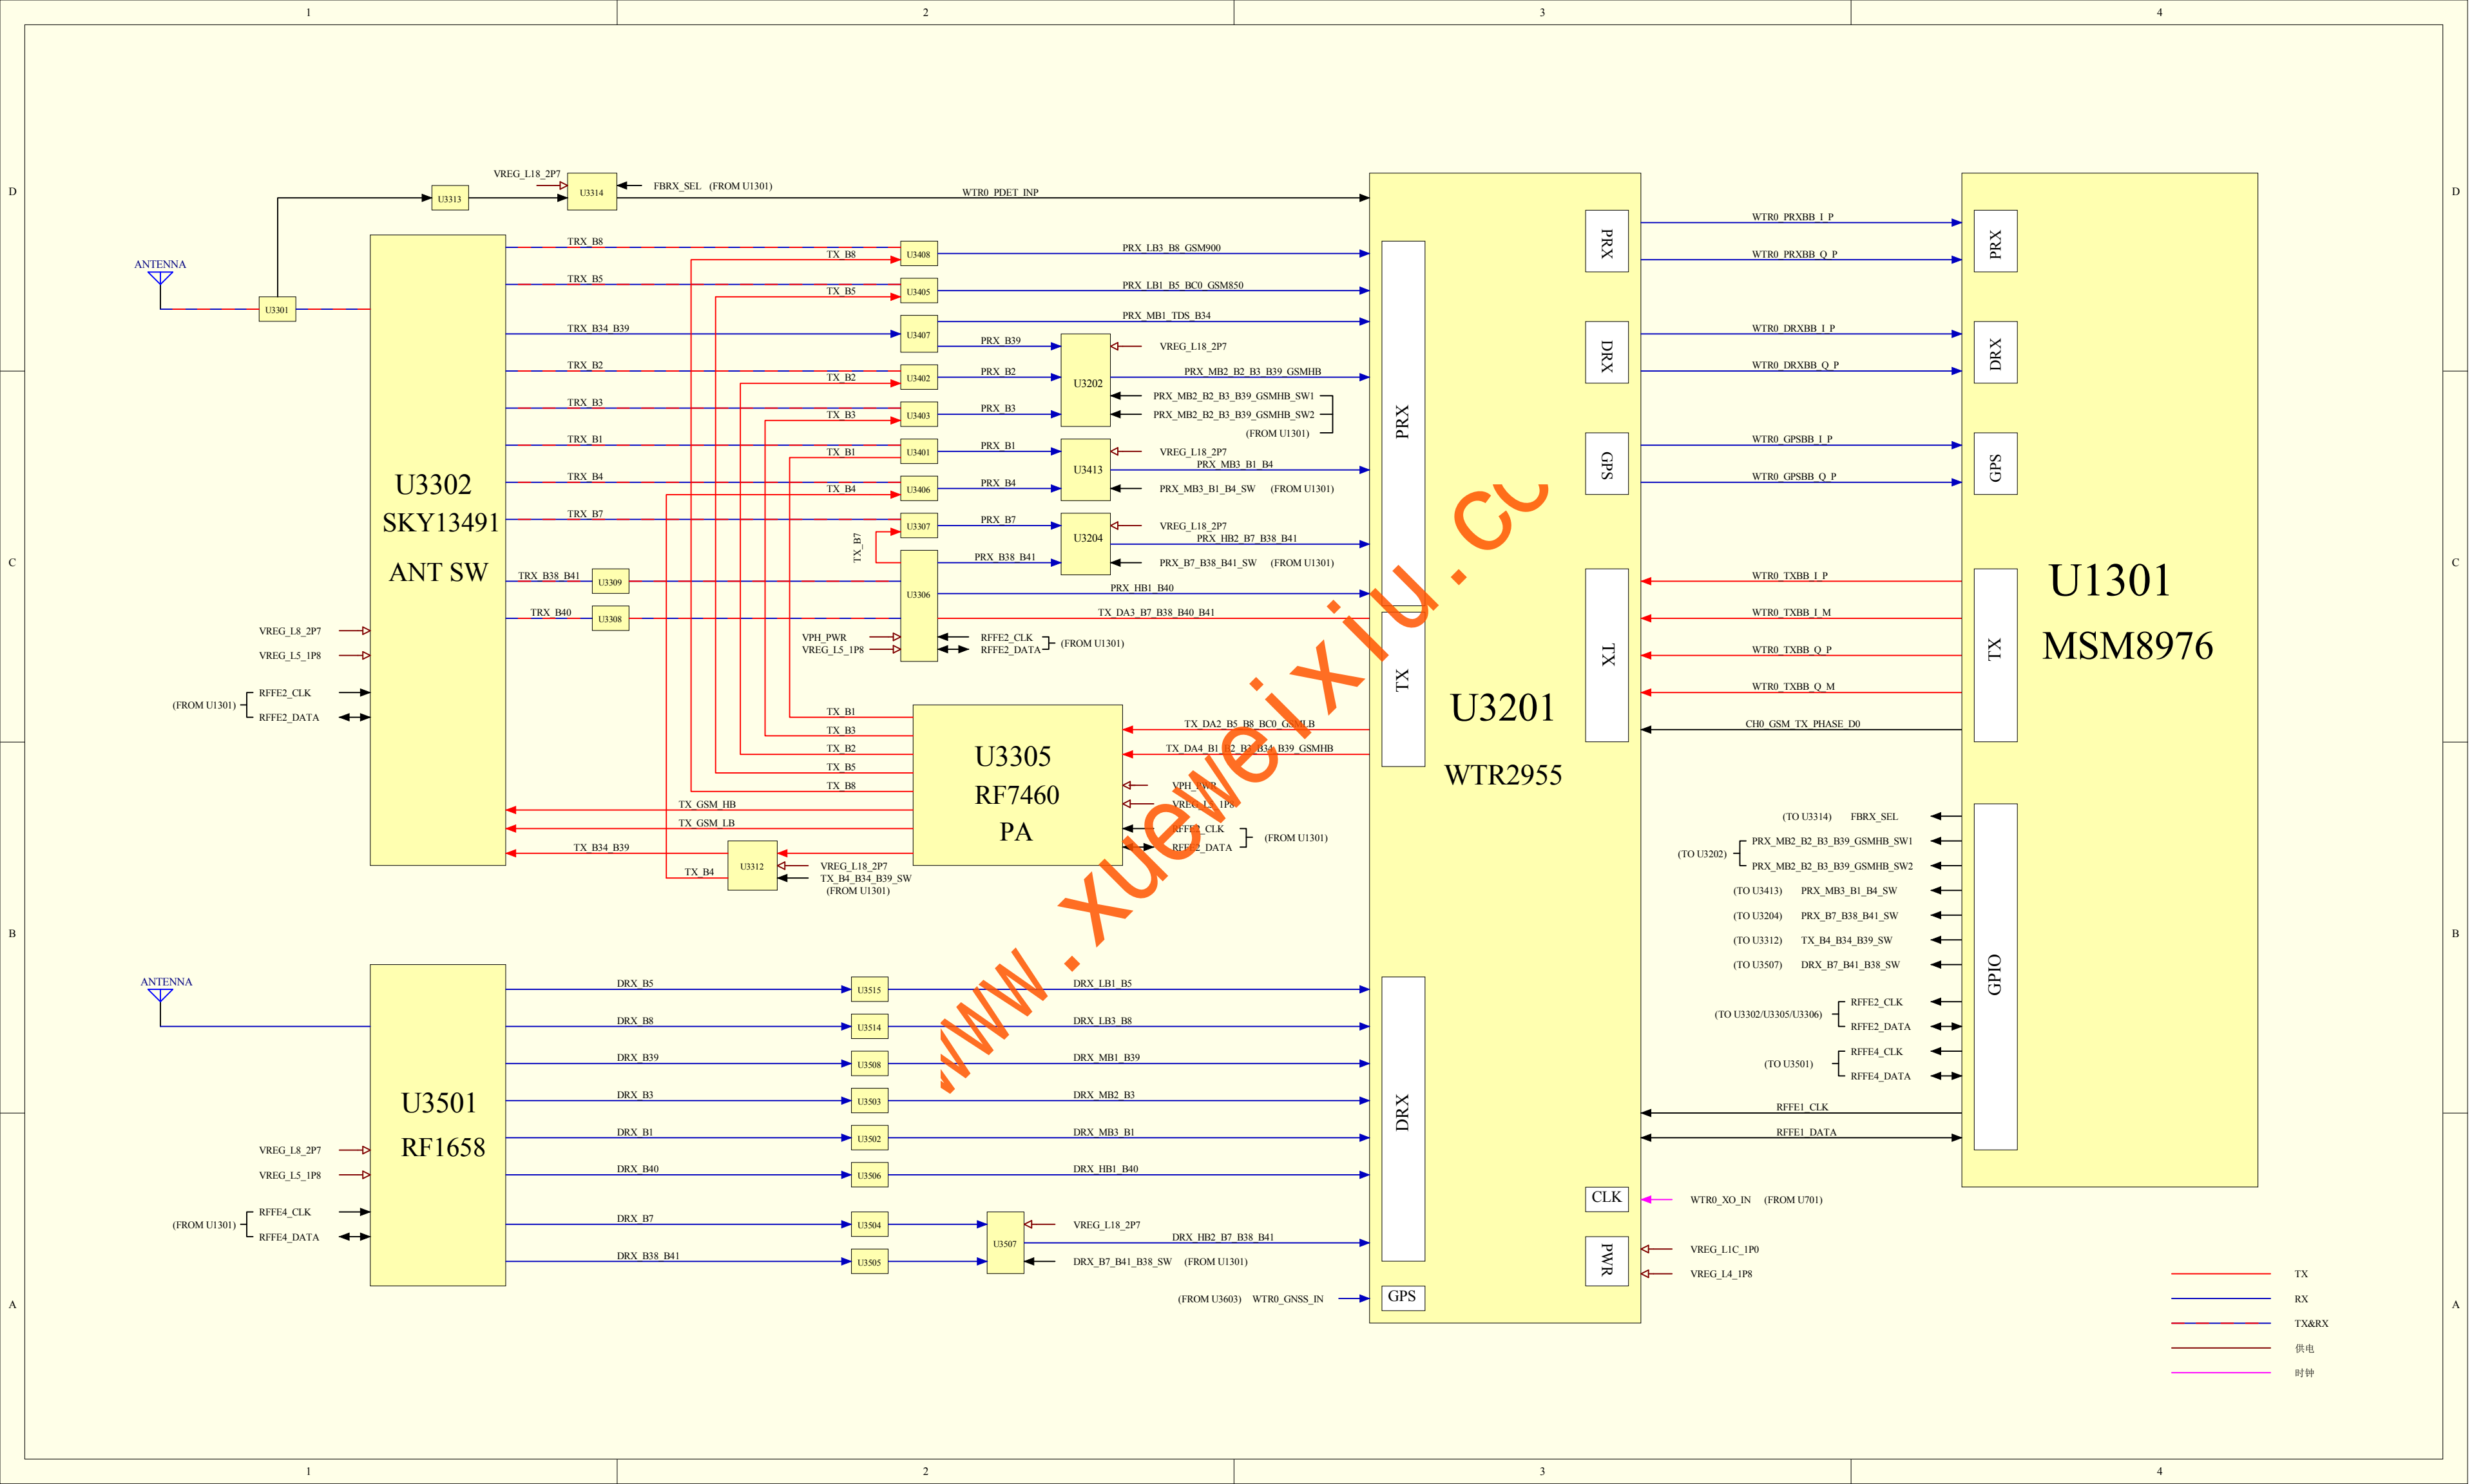 1 2 3 4
D D
C C
C C
B B
A A
VREG_L18_2P7
U3313
U3314
FBRX_SEL (FROM U1301)
WTR0_PDET_INP
ANTENNA
U3301
U3302
SKY13491
ANT SW
VREG_L8_2P7
VREG_L5_1P8
(FROM U1301)
RFFE2_CLK
RFFE2_DATA
TRX_B8
TX_B8
U3408
PRX_LB3_B8_GSM900
TRX_B5
TX_B5
U3405
PRX_LB1_B5_BC0_GSM850
TRX_B34_B39
U3407
PRX_MB1_TDS_B34
PRX_B39
VREG_L18_2P7
TRX_B2
TX_B2
U3402
PRX_B2
U3202
PRX_MB2_B2_B3_B39_GSMHB
PRX_MB2_B2_B3_B39_GSMHB_SW1
TRX_B3
TX_B3
U3403
PRX_B3
PRX_MB2_B2_B3_B39_GSMHB_SW2
(FROM U1301)
TRX_B1
TX_B1
U3401
PRX_B1
VREG_L18_2P7
U3413
PRX_MB3_B1_B4
TRX_B4
TX_B4
U3406
PRX_B4
PRX_MB3_B1_B4_SW (FROM U1301)
TRX_B7
TX_B7
U3307
PRX_B7
VREG_L18_2P7
U3204
PRX_HB2_B7_B38_B41
PRX_B38_B41
PRX_B7_B38_B41_SW (FROM U1301)
TRX_B38_B41
U3309
U3306
PRX_HB1_B40
TRX_B40
U3308
TX_DA3_B7_B38_B40_B41
VPH_PWR
VREG_L5_1P8
RFFE2_CLK
RFFE2_DATA
(FROM U1301)
TX_B1
TX_B3
TX_B2
TX_B5
TX_B8
TX_GSM_HB
TX_GSM_LB
TX_B34_B39
TX_B4
U3312
VREG_L18_2P7
TX_B4_B34_B39_SW
(FROM U1301)
U3305
RF7460
PA
TX_DA2_B5_B8_BC0_GSMLB
TX_DA4_B1_B2_B3_B34_B39_GSMHB
VPH_PWR
VREG_L5_1P8
RFFE2_CLK
RFFE2_DATA
(FROM U1301)
PRX
TX
U3201
WTR2955
DRX
GPS
PRX
DRX
GPS
TX
CLK
PWR
WTR0_PRXBB_I_P
WTR0_PRXBB_Q_P
WTR0_DRXBB_I_P
WTR0_DRXBB_Q_P
WTR0_GPSBB_I_P
WTR0_GPSBB_Q_P
WTR0_TXBB_I_P
WTR0_TXBB_I_M
WTR0_TXBB_Q_P
WTR0_TXBB_Q_M
CH0_GSM_TX_PHASE_D0
PRX
DRX
GPS
TX
GPIO
U1301
MSM8976
(TO U3314) FBRX_SEL
(TO U3202)
PRX_MB2_B2_B3_B39_GSMHB_SW1
PRX_MB2_B2_B3_B39_GSMHB_SW2
(TO U3413) PRX_MB3_B1_B4_SW
(TO U3204) PRX_B7_B38_B41_SW
(TO U3312) TX_B4_B34_B39_SW
(TO U3507) DRX_B7_B41_B38_SW
(TO U3302/U3305/U3306)
RFFE2_CLK
RFFE2_DATA
(TO U3501)
RFFE4_CLK
RFFE4_DATA
RFFE1_CLK
RFFE1_DATA
WTR0_XO_IN (FROM U701)
VREG_L1C_1P0
VREG_L4_1P8
ANTENNA
U3501
RF1658
VREG_L8_2P7
VREG_L5_1P8
(FROM U1301)
RFFE4_CLK
RFFE4_DATA
DRX_B5
U3515
DRX_LB1_B5
DRX_B8
U3514
DRX_LB3_B8
DRX_B39
U3508
DRX_MB1_B39
DRX_B3
U3503
DRX_MB2_B3
DRX_B1
U3502
DRX_MB3_B1
DRX_B40
U3506
DRX_HB1_B40
DRX_B7
U3504
VREG_L18_2P7
U3507
DRX_HB2_B7_B38_B41
DRX_B38_B41
U3505
DRX_B7_B41_B38_SW (FROM U1301)
(FROM U3603) WTR0_GNSS_IN
TX
RX
TX&RX
供电
时钟
www.xueweixiu.co
1 2 3 4